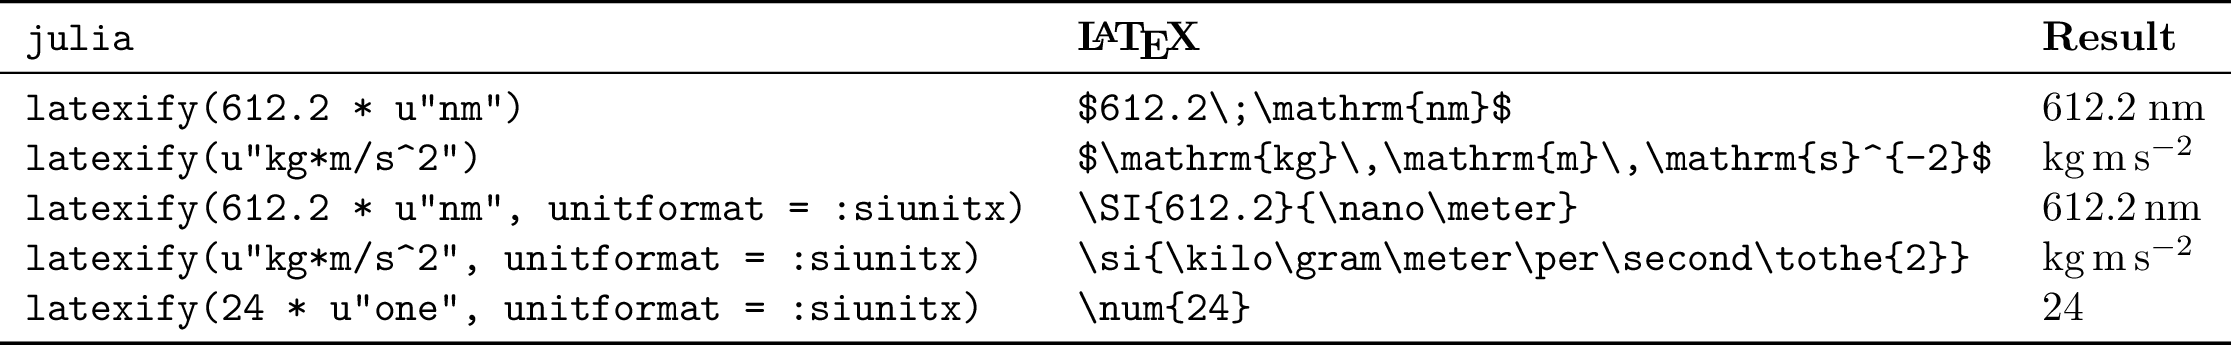 julia LATEX Result
latexify(612.2 * u"nm") $612.2\;\mathrm{nm}$ 612.2 nm
latexify(u"kg*m/s^2") $\mathrm{kg}\,\mathrm{m}\,\mathrm{s}^{-2}$ kg m s⁻²
latexify(612.2 * u"nm", unitformat = :siunitx) \SI{612.2}{\nano\meter} 612.2 nm
latexify(u"kg*m/s^2", unitformat = :siunitx) \si{\kilo\gram\meter\per\second\tothe{2}} kg m s⁻²
latexify(24 * u"one", unitformat = :siunitx) \num{24} 24